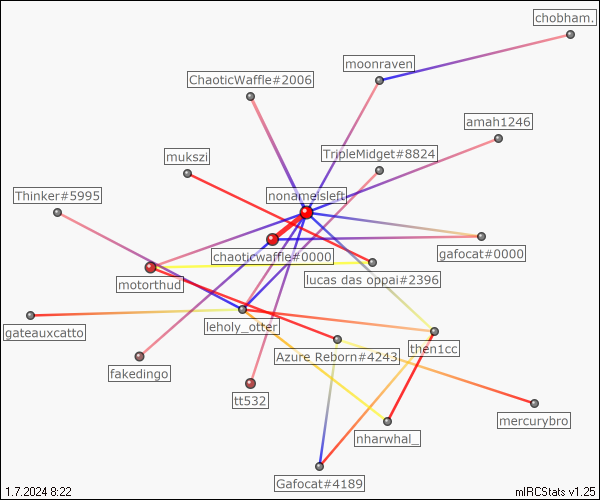 chobham.
moonraven
ChaoticWaffle#2006
amah1246
TripleMidget#8824
mukszi
Thinker#5995
nonameisleft
gafocat#0000
chaoticwaffle#0000
lucas das oppai#2396
motorthud
leholy_otter
gateauxcatto
then1cc
Azure Reborn#4243
fakedingo
tt532
mercurybro
nharwhal_
Gafocat#4189
1.7.2024 8:22
mIRCStats v1.25